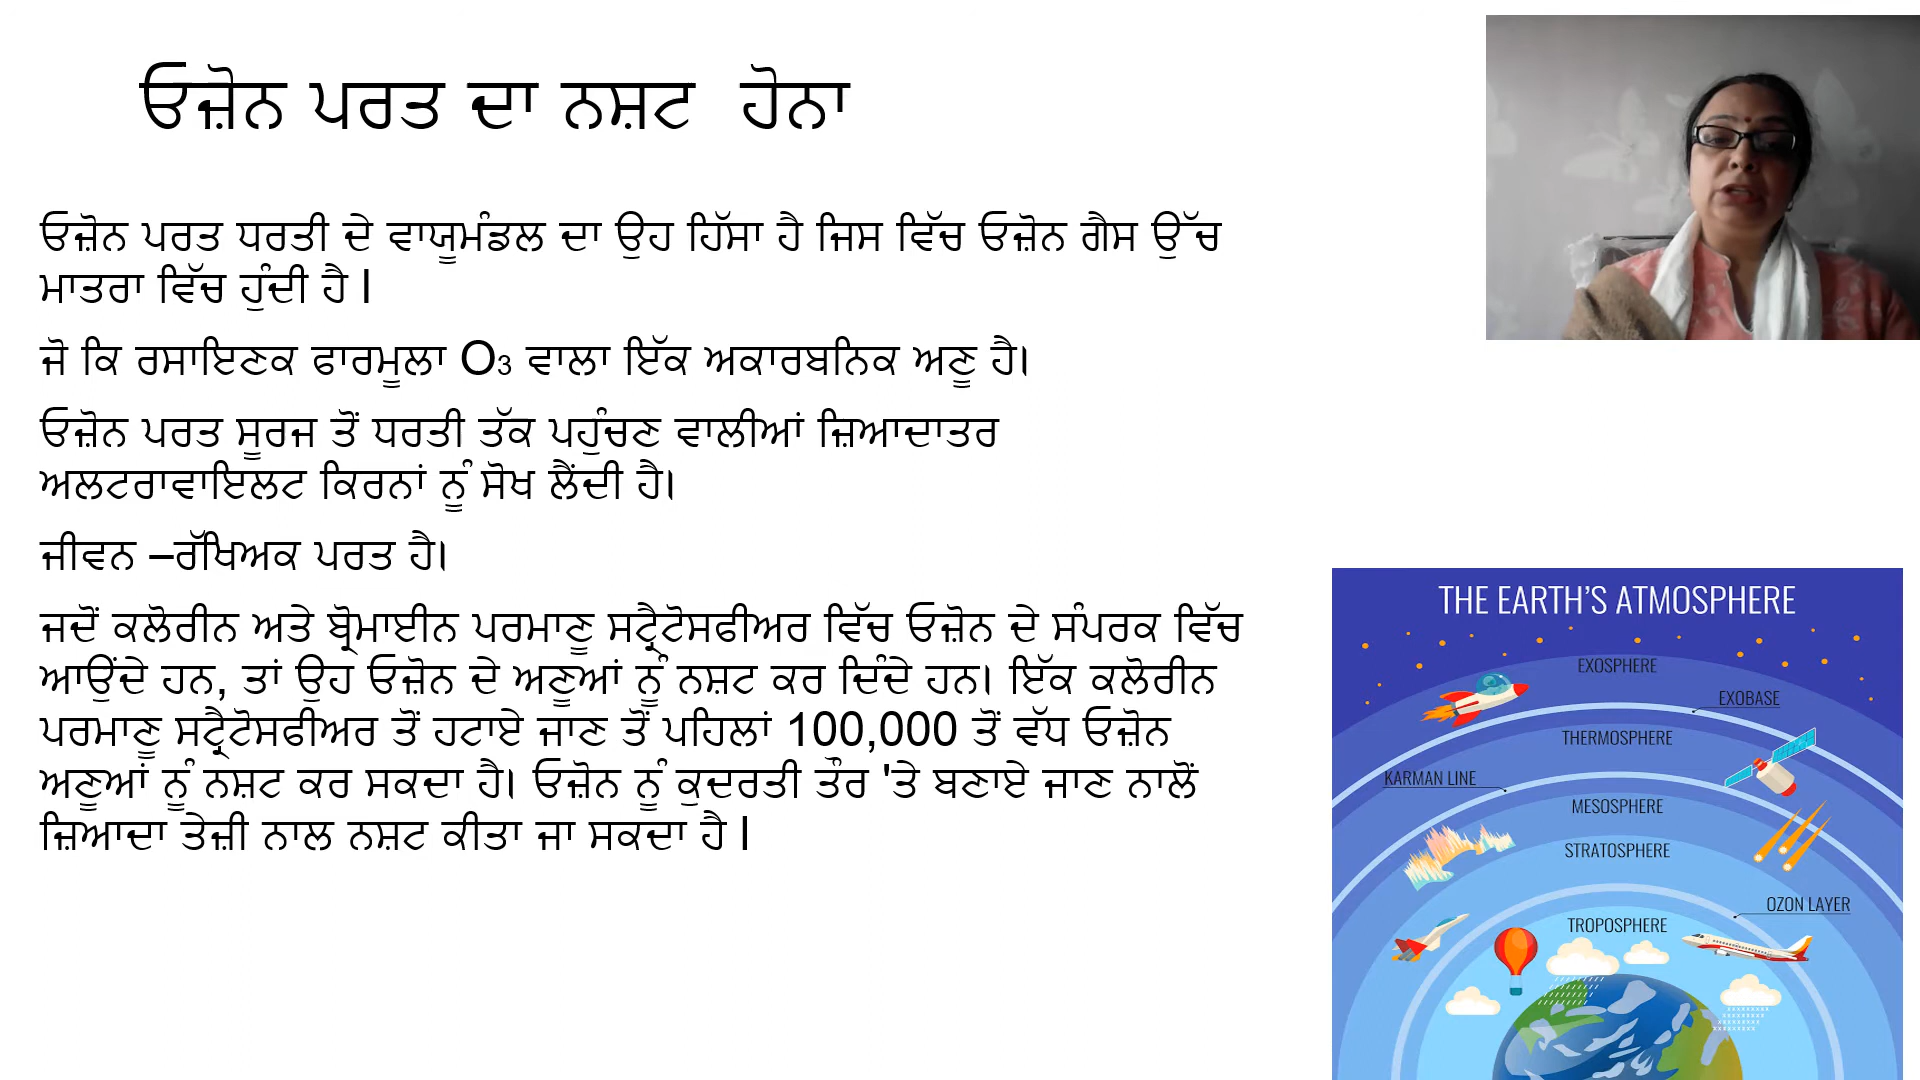 ਓਜ਼ੋਨ ਪਰਤ ਦਾ ਨਸ਼ਟ ਹੋਨਾ
ਓਜ਼ੋਨ ਪਰਤ ਧਰਤੀ ਦੇ ਵਾਯੂਮੰਡਲ ਦਾ ਉਹ ਹਿੱਸਾ ਹੈ ਜਿਸ ਵਿੱਚ ਓਜ਼ੋਨ ਗੈਸ ਉੱਚ
ਮਾਤਰਾ ਵਿੱਚ ਹੁੰਦੀ ਹੈ l
ਜੋ ਕਿ ਰਸਾਇਣਕ ਫਾਰਮੂਲਾ O₃ ਵਾਲਾ ਇੱਕ ਅਕਾਰਬਨਿਕ ਅਣੂ ਹੈ।
ਓਜ਼ੋਨ ਪਰਤ ਸੂਰਜ ਤੋਂ ਧਰਤੀ ਤੱਕ ਪਹੁੰਚਣ ਵਾਲੀਆਂ ਜ਼ਿਆਦਾਤਰ
ਅਲਟਰਾਵਾਇਲਟ ਕਿਰਨਾਂ ਨੂੰ ਸੋਖ ਲੈਂਦੀ ਹੈ।
ਜੀਵਨ –ਰੱਖਿਅਕ ਪਰਤ ਹੈ।
ਜਦੋਂ ਕਲੋਰੀਨ ਅਤੇ ਬ੍ਰੋਮਾਈਨ ਪਰਮਾਣੂ ਸਟ੍ਰੈਟੋਸਫੀਅਰ ਵਿੱਚ ਓਜ਼ੋਨ ਦੇ ਸੰਪਰਕ ਵਿੱਚ
ਆਉਂਦੇ ਹਨ, ਤਾਂ ਉਹ ਓਜ਼ੋਨ ਦੇ ਅਣੂਆਂ ਨੂੰ ਨਸ਼ਟ ਕਰ ਦਿੰਦੇ ਹਨ। ਇੱਕ ਕਲੋਰੀਨ
ਪਰਮਾਣੂ ਸਟ੍ਰੈਟੋਸਫੀਅਰ ਤੋਂ ਹਟਾਏ ਜਾਣ ਤੋਂ ਪਹਿਲਾਂ 100,000 ਤੋਂ ਵੱਧ ਓਜ਼ੋਨ
ਅਣੂਆਂ ਨੂੰ ਨਸ਼ਟ ਕਰ ਸਕਦਾ ਹੈ। ਓਜ਼ੋਨ ਨੂੰ ਕੁਦਰਤੀ ਤੌਰ 'ਤੇ ਬਣਾਏ ਜਾਣ ਨਾਲੋਂ
ਜ਼ਿਆਦਾ ਤੇਜ਼ੀ ਨਾਲ ਨਸ਼ਟ ਕੀਤਾ ਜਾ ਸਕਦਾ ਹੈ l
THE EARTH'S ATMOSPHERE
EXOSPHERE
EXOBASE
THERMOSPHERE
KARMAN LINE
MESOSPHERE
STRATOSPHERE
OZON LAYER
TROPOSPHERE